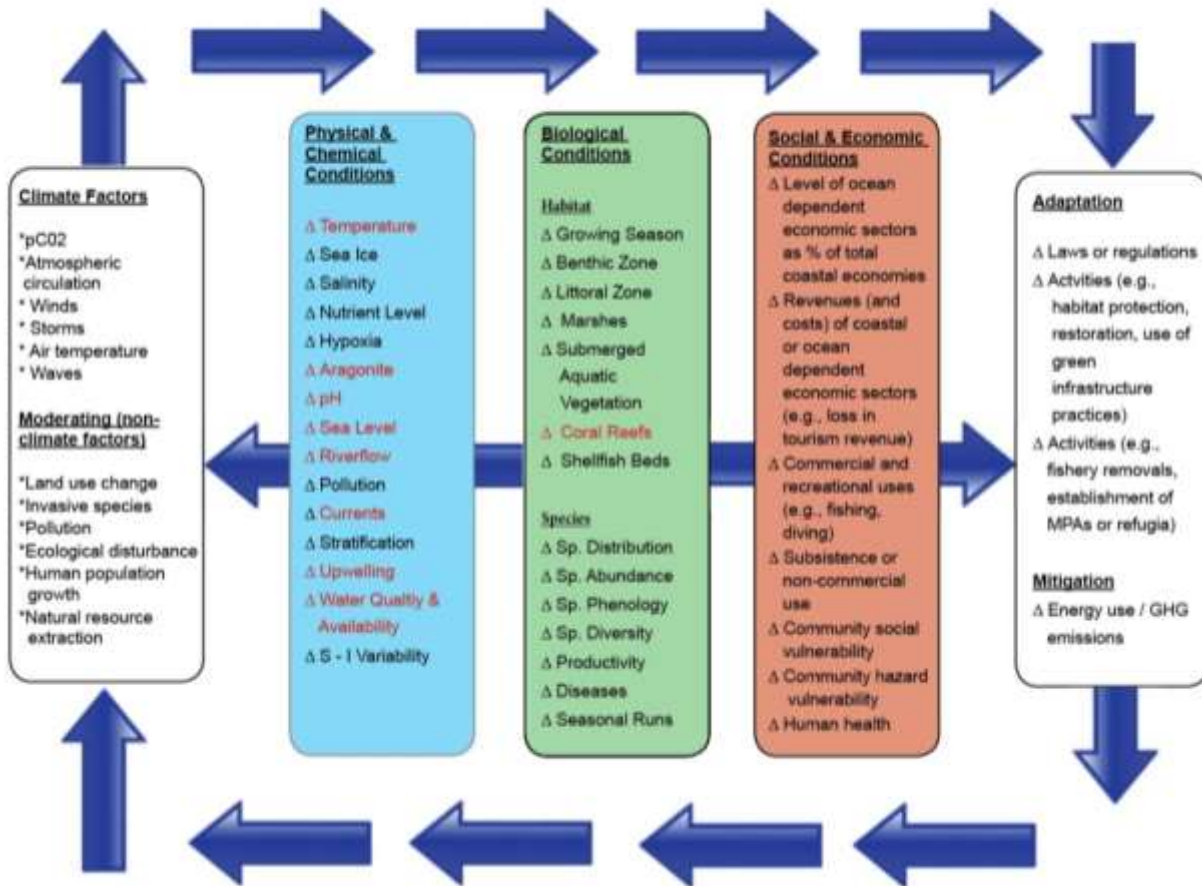 Climate Factors
*pC02
*Atmospheric
circulation
* Winds
* Storms
* Air temperature
* Waves
Moderating (non-
climate factors)
*Land use change
*Invasive species
*Pollution
*Ecological disturbance
*Human population
growth
*Natural resource
extraction
Physical &
Chemical
Conditions
Δ Temperature
Δ Sea Ice
Δ Salinity
Δ Nutrient Level
Δ Hypoxia
Δ Aragonite
Δ pH
Δ Sea Level
Δ Riverflow
Δ Pollution
Δ Currents
Δ Stratification
Δ Upwelling
Δ Water Qualtiy &
Availability
Δ S - I Variability
Biological
Conditions
Habitat
Δ Growing Season
Δ Benthic Zone
Δ Littoral Zone
Δ Marshes
Δ Submerged
Aquatic
Vegetation
Δ Coral Reefs
Δ Shellfish Beds
Species
Δ Sp. Distribution
Δ Sp. Abundance
Δ Sp. Phenology
Δ Sp. Diversity
Δ Productivity
Δ Diseases
Δ Seasonal Runs
Social & Economic
Conditions
Δ Level of ocean
dependent
economic sectors
as % of total
coastal economies
Δ Revenues (and
costs) of coastal
or ocean
dependent
economic sectors
(e.g., loss in
tourism revenue)
Δ Commercial and
recreational uses
(e.g., fishing,
diving)
Δ Subsistence or
non-commercial
use
Δ Community social
vulnerability
Δ Community hazard
vulnerability
Δ Human health
Adaptation
Δ Laws or regulations
Δ Actvities (e.g.,
habitat protection,
restoration, use of
green
infrastructure
practices)
Δ Activities (e.g.,
fishery removals,
establishment of
MPAs or refugia)
Mitigation
Δ Energy use / GHG
emissions